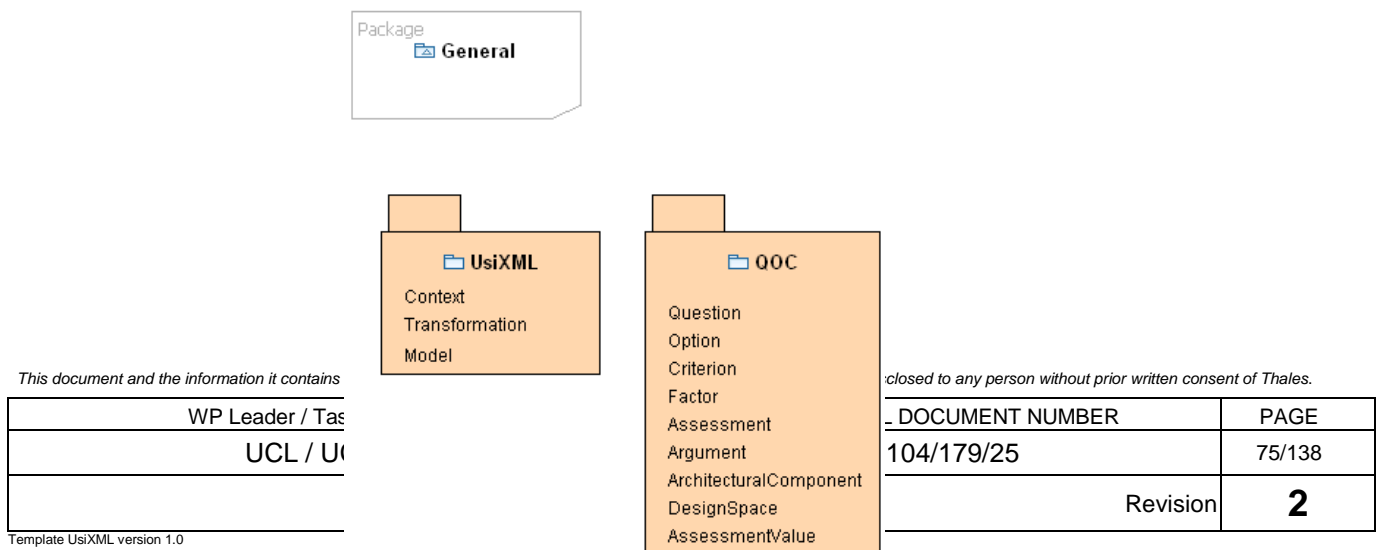 Package
General
UsiXML
Context
Transformation
Model
QOC
Question
Option
Criterion
Factor
Assessment
Argument
ArchitecturalComponent
DesignSpace
AssessmentValue
This document and the information it contains
closed to any person without prior written consent of Thales.
WP Leader /
DOCUMENT NUMBER PAGE
UCL /
104/179/25 75/138
Revision 2
Template UsiXML version 1.0